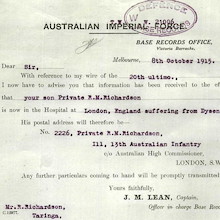 DEFENCE
AUSTRALIAN IMPERIAL FORCE.
BASE RECORDS OFFICE,
Victoria Barracks,
Melbourne, 8th October 1915.
Dear Sir,
With reference to my wire of the 20th ultimo.,
I now have to advise you that information has been received to the effect
that your son Private R.M.Richardson
is now in the Hospital at London, England suffering from Dysen
His postal address will therefore be :
No. 2226, Private R.M.Richardson,
Ill, 15th Australian Infantry
c/o Australian High Commissioner,
LONDON, S.W
Any further particulars coming to hand will be promptly transmitted.
Yours faithfully,
J. M. LEAN, Captain,
Officer in charge Base Records
Mr.R.Richardson,
Taringa,